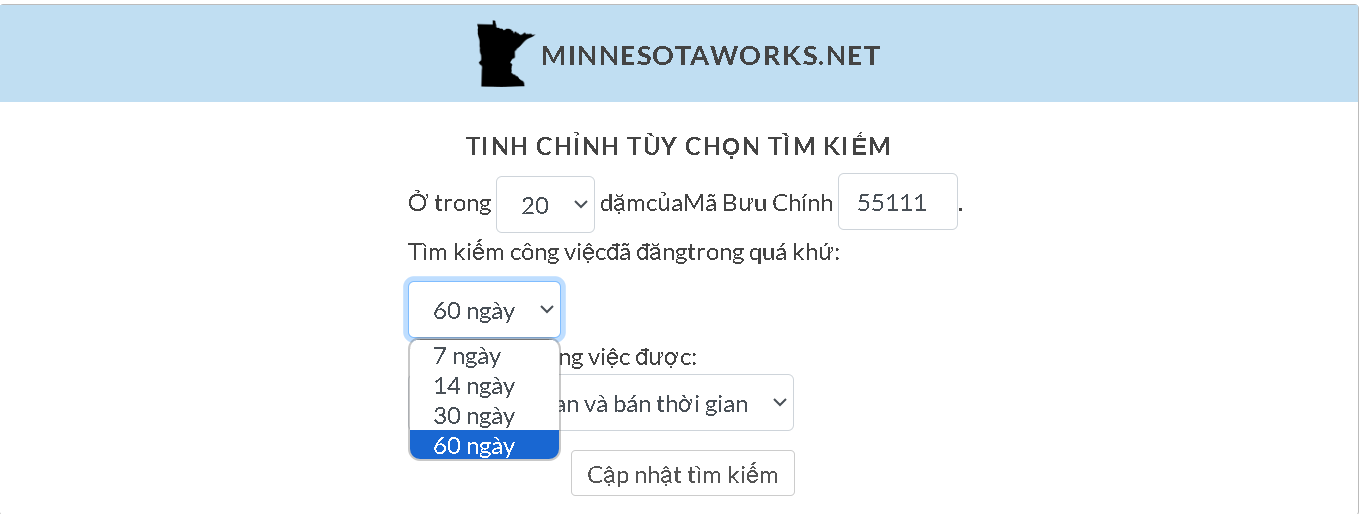 MINNESOTAWORKS.NET
TINH CHỈNH TÙY CHỌN TÌM KIẾM
Ở trong 20 dặmcủaMã Bưu Chính 55111 .
Tìm kiếm công việcđã đăngtrong quá khứ:
60 ngày
7 ngày
14 ngày
30 ngày
60 ngày
ng việc được:
an và bán thời gian
Cập nhật tìm kiếm